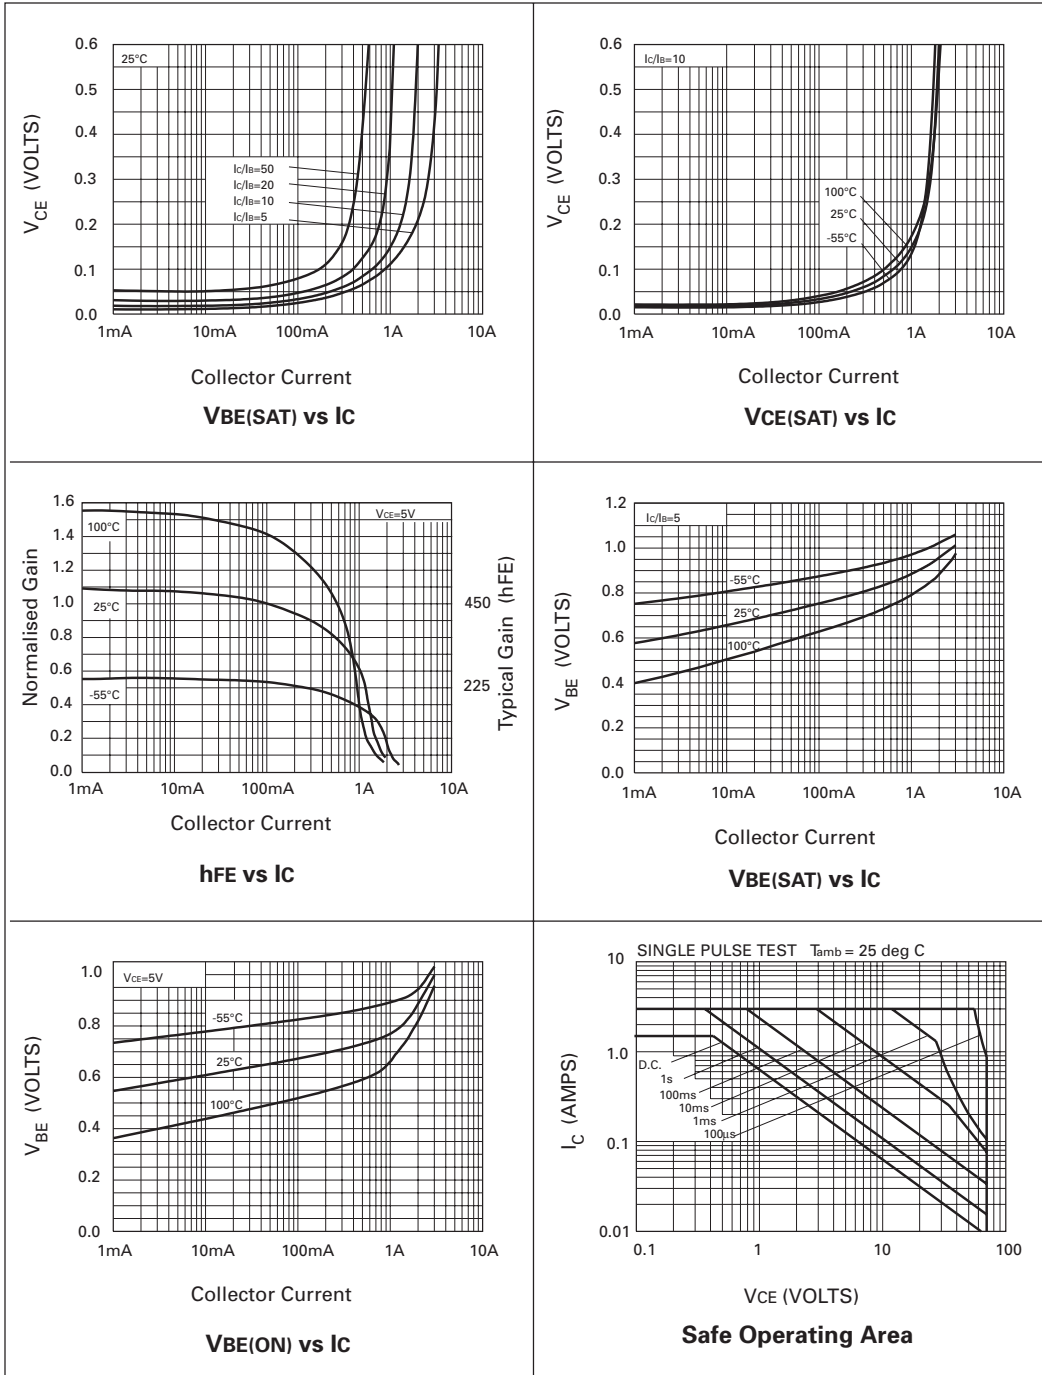 0.6
0.5
0.4
0.3
0.2
0.1
0.0
VCE (VOLTS)
25°C
IC/IB=50
IC/IB=20
IC/IB=10
IC/IB=5
1mA 10mA 100mA 1A 10A
Collector Current
VBE(SAT) vs IC
0.6
0.5
0.4
0.3
0.2
0.1
0.0
VCE (VOLTS)
IC/IB=10
100°C
25°C
-55°C
1mA 10mA 100mA 1A 10A
Collector Current
VCE(SAT) vs IC
1.6
1.4
1.2
1.0
0.8
0.6
0.4
0.2
0.0
Normalised Gain
VCE=5V
100°C
25°C
-55°C
450
225
Typical Gain (hFE)
1mA 10mA 100mA 1A 10A
Collector Current
hFE vs IC
1.2
1.0
0.8
0.6
0.4
0.2
0.0
VBE (VOLTS)
IC/IB=5
-55°C
25°C
100°C
1mA 10mA 100mA 1A 10A
Collector Current
VBE(SAT) vs IC
1.0
0.8
0.6
0.4
0.2
0.0
VBE (VOLTS)
VCE=5V
-55°C
25°C
100°C
1mA 10mA 100mA 1A 10A
Collector Current
VBE(ON) vs IC
SINGLE PULSE TEST Tamb = 25 deg C
10
1.0
0.1
0.01
IC (AMPS)
D.C.
1s
100ms
10ms
1ms
100µs
0.1 1 10 100
VCE (VOLTS)
Safe Operating Area